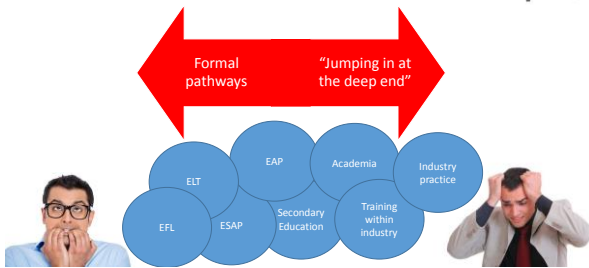 Formal
pathways
“Jumping in at
the deep end”
EAP
Academia
Industry
practice
ELT
EFL
ESAP
Secondary
Education
Training
within
industry